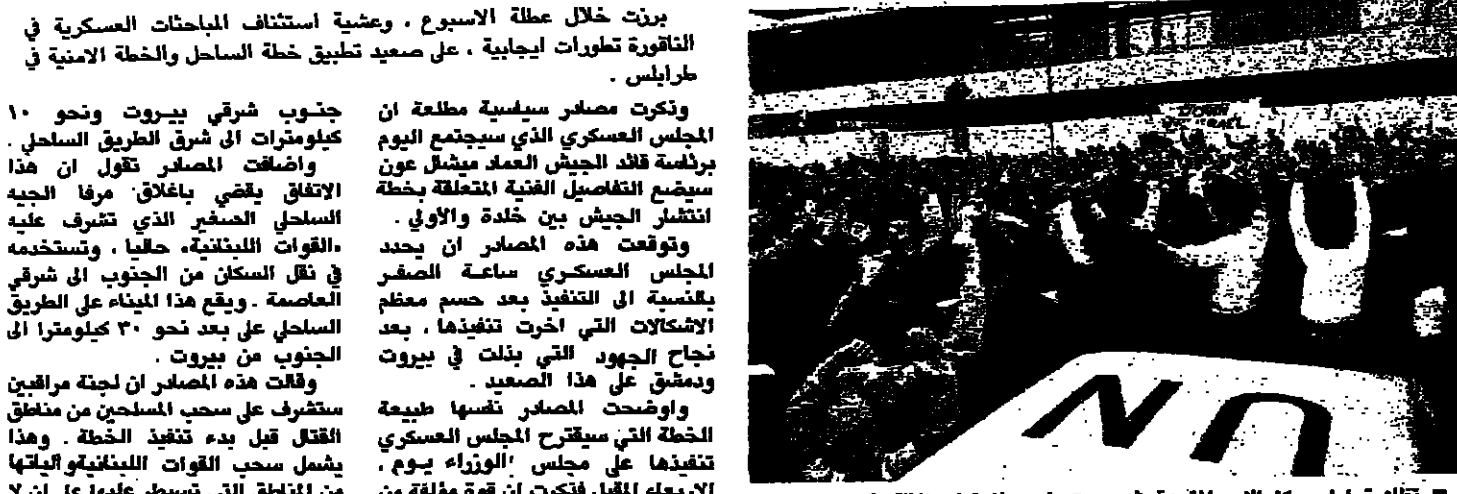 برزت خلال عطلة الاسبوع ، وعشية استئناف المباحثات العسكرية في
الناقورة تطورات ايجابية ، على صعيد تطبيق خطة الساحل والخطة الامنية في
طرابلس .
وذكرت مصادر سياسية مطلعة ان
المجلس العسكري الذي سيجتمع اليوم
برئاسة قائد الجيش العماد ميشال عون
سيضع التفاصيل الفنية المتعلقة بخطة
انتشار الجيش بين خلدة والأولي .
وتوقعت هذه المصادر ان يحدد
المجلس العسكري ساعة الصفر
بالنسبة الى التنفيذ بعد حسم معظم
الاشكالات التي اخرت تنفيذها ، بعد
نجاح الجهود التي بذلت في بيروت
ودمشق على هذا الصعيد .
واوضحت المصادر نفسها طبيعة
الخطة التي سيقترح المجلس العسكري
تنفيذها على مجلس الوزراء يوم ،
الاربعاء المقبل فذكرت ان قوة مؤلفة من
جنوب شرقي بيروت ونحو ١٠
كيلومترات الى شرق الطريق الساحلي .
واضافت المصادر تقول ان هذا
الاتفاق يقضي باغلاق مرفا الجيه
الساحلي الصغير الذي تشرف عليه
«القوات اللبنانية» حاليا ، وتستخدمه
في نقل السكان من الجنوب الى شرقي
العاصمة . ويقع هذا الميناء على الطريق
الساحلي على بعد نحو ٣٠ كيلومترا الى
الجنوب من بيروت .
وقالت هذه المصادر ان لجنة مراقبين
ستشرف على سحب المسلحين من مناطق
القتال قبل بدء تنفيذ الخطة . وهذا
يشمل سحب القوات اللبنانية وآلياتها
من المناطق التي تسيطر عليها على ان لا
UN